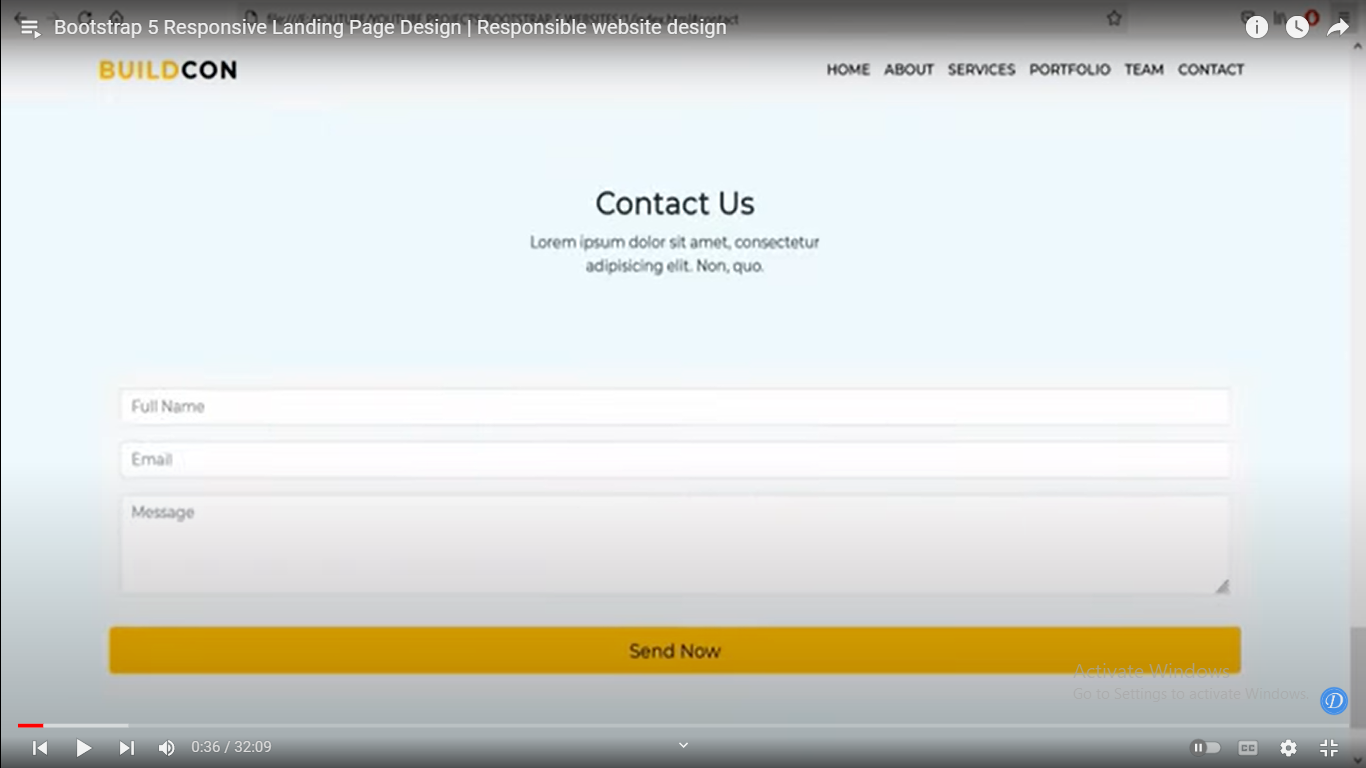 Bootstrap 5 Responsive Landing Page Design | Responsible website design
BUILDCON
HOME ABOUT SERVICES PORTFOLIO TEAM CONTACT
Contact Us
Lorem ipsum dolor sit amet, consectetur
adipisicing elit. Non, quo.
Full Name
Email
Message
Send Now
Activate Windows
Go to Settings to activate Windows.
D
0:36 / 32:09
CC